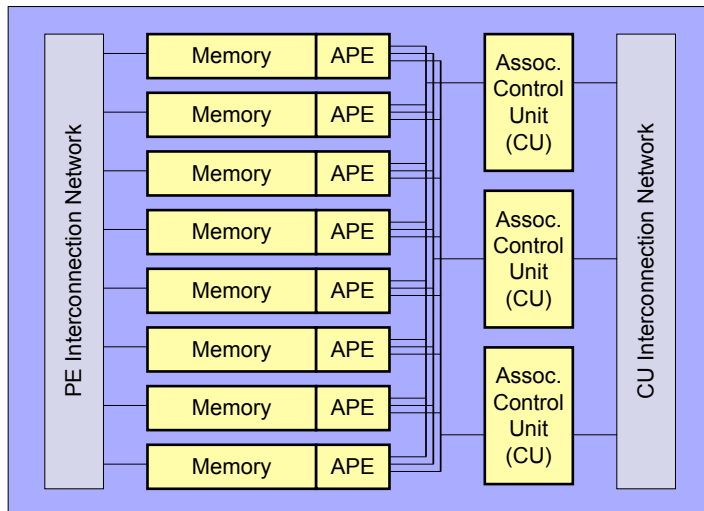 PE Interconnection Network
Memory APE
Memory APE
Memory APE
Memory APE
Memory APE
Memory APE
Memory APE
Memory APE
Assoc.
Control
Unit
(CU)
Assoc.
Control
Unit
(CU)
Assoc.
Control
Unit
(CU)
CU Interconnection Network